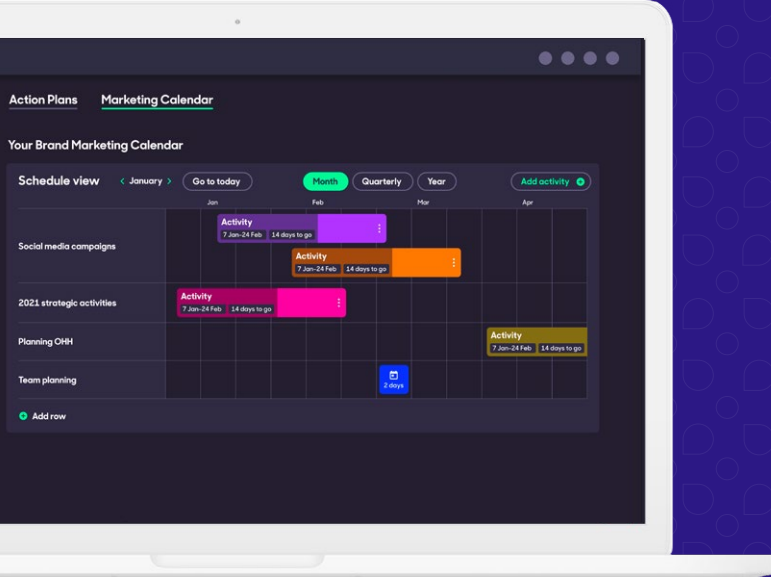 Action Plans Marketing Calendar
Your Brand Marketing Calendar
Schedule view < January > Go to today Month Quarterly Year Add activity
Jan Feb Mar Apr
Social media campaigns
Activity
7 Jan-24 Feb 14 days to go
Activity
7 Jan-24 Feb 14 days to go
2021 strategic activities
Activity
7 Jan-24 Feb 14 days to go
Planning OHH
Activity
7 Jan-24 Feb 14 days to go
Team planning
2 days
Add row